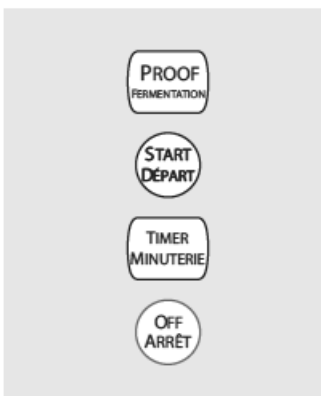 PROOF
FERMENTATION
START
DÉPART
TIMER
MINUTERIE
OFF
ARRÊT